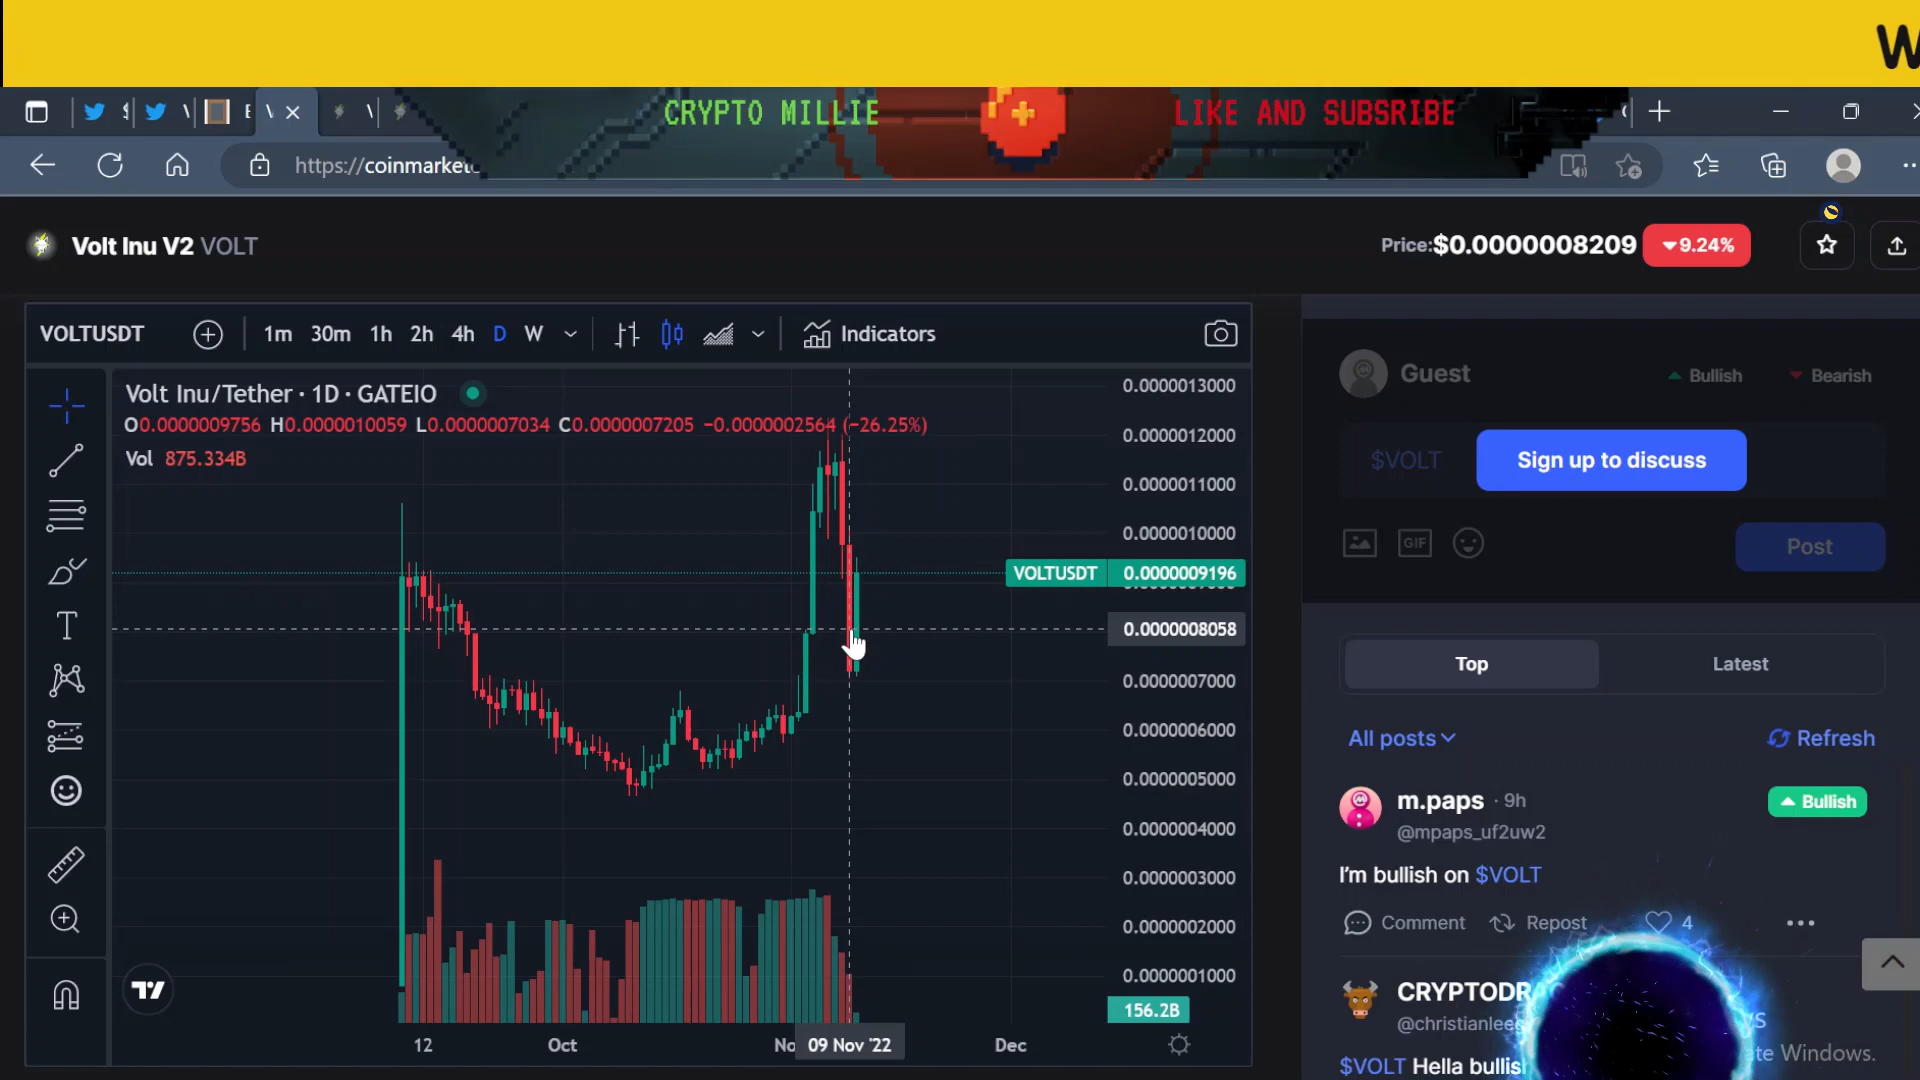 W
CRYPTO MILLIE
LIKE AND SUBSRIBE
https://coinmarket
Volt Inu V2 VOLT
Price:$0.0000008209 9.24%
VOLTUSDT 1m 30m 1h 2h 4h D W Indicators
Volt Inu/Tether · 1D · GATEIO
O0.0000009756 H0.0000010059 L0.0000007034 C0.0000007205 −0.0000002564 (−26.25%)
Vol 875.334B
0.0000013000
0.0000012000
0.0000011000
0.0000010000
VOLTUSDT 0.0000009196
0.0000008058
0.0000007000
0.0000006000
0.0000005000
0.0000004000
0.0000003000
0.0000002000
0.0000001000
156.2B
12 Oct No 09 Nov '22 Dec
Guest Bullish Bearish
$VOLT Sign up to discuss
GIF Post
Top Latest
All posts Refresh
m.paps · 9h Bullish
@mpaps_uf2uw2
I'm bullish on $VOLT
Comment Repost 4
CRYPTODR
@christianlee
$VOLT Hella bullis
te Windows.